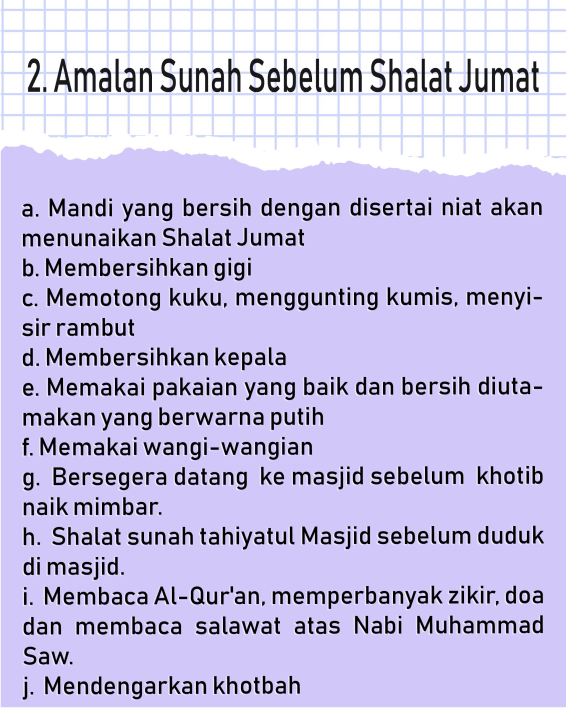 2. Amalan Sunah Sebelum Shalat Jumat
a. Mandi yang bersih dengan disertai niat akan
menunaikan Shalat Jumat
b. Membersihkan gigi
c. Memotong kuku, menggunting kumis, menyi-
sir rambut
d. Membersihkan kepala
e. Memakai pakaian yang baik dan bersih diuta-
makan yang berwarna putih
f. Memakai wangi-wangian
g. Bersegera datang ke masjid sebelum khotib
naik mimbar.
h. Shalat sunah tahiyatul Masjid sebelum duduk
di masjid.
i. Membaca Al-Qur'an, memperbanyak zikir, doa
dan membaca salawat atas Nabi Muhammad
Saw.
j. Mendengarkan khotbah